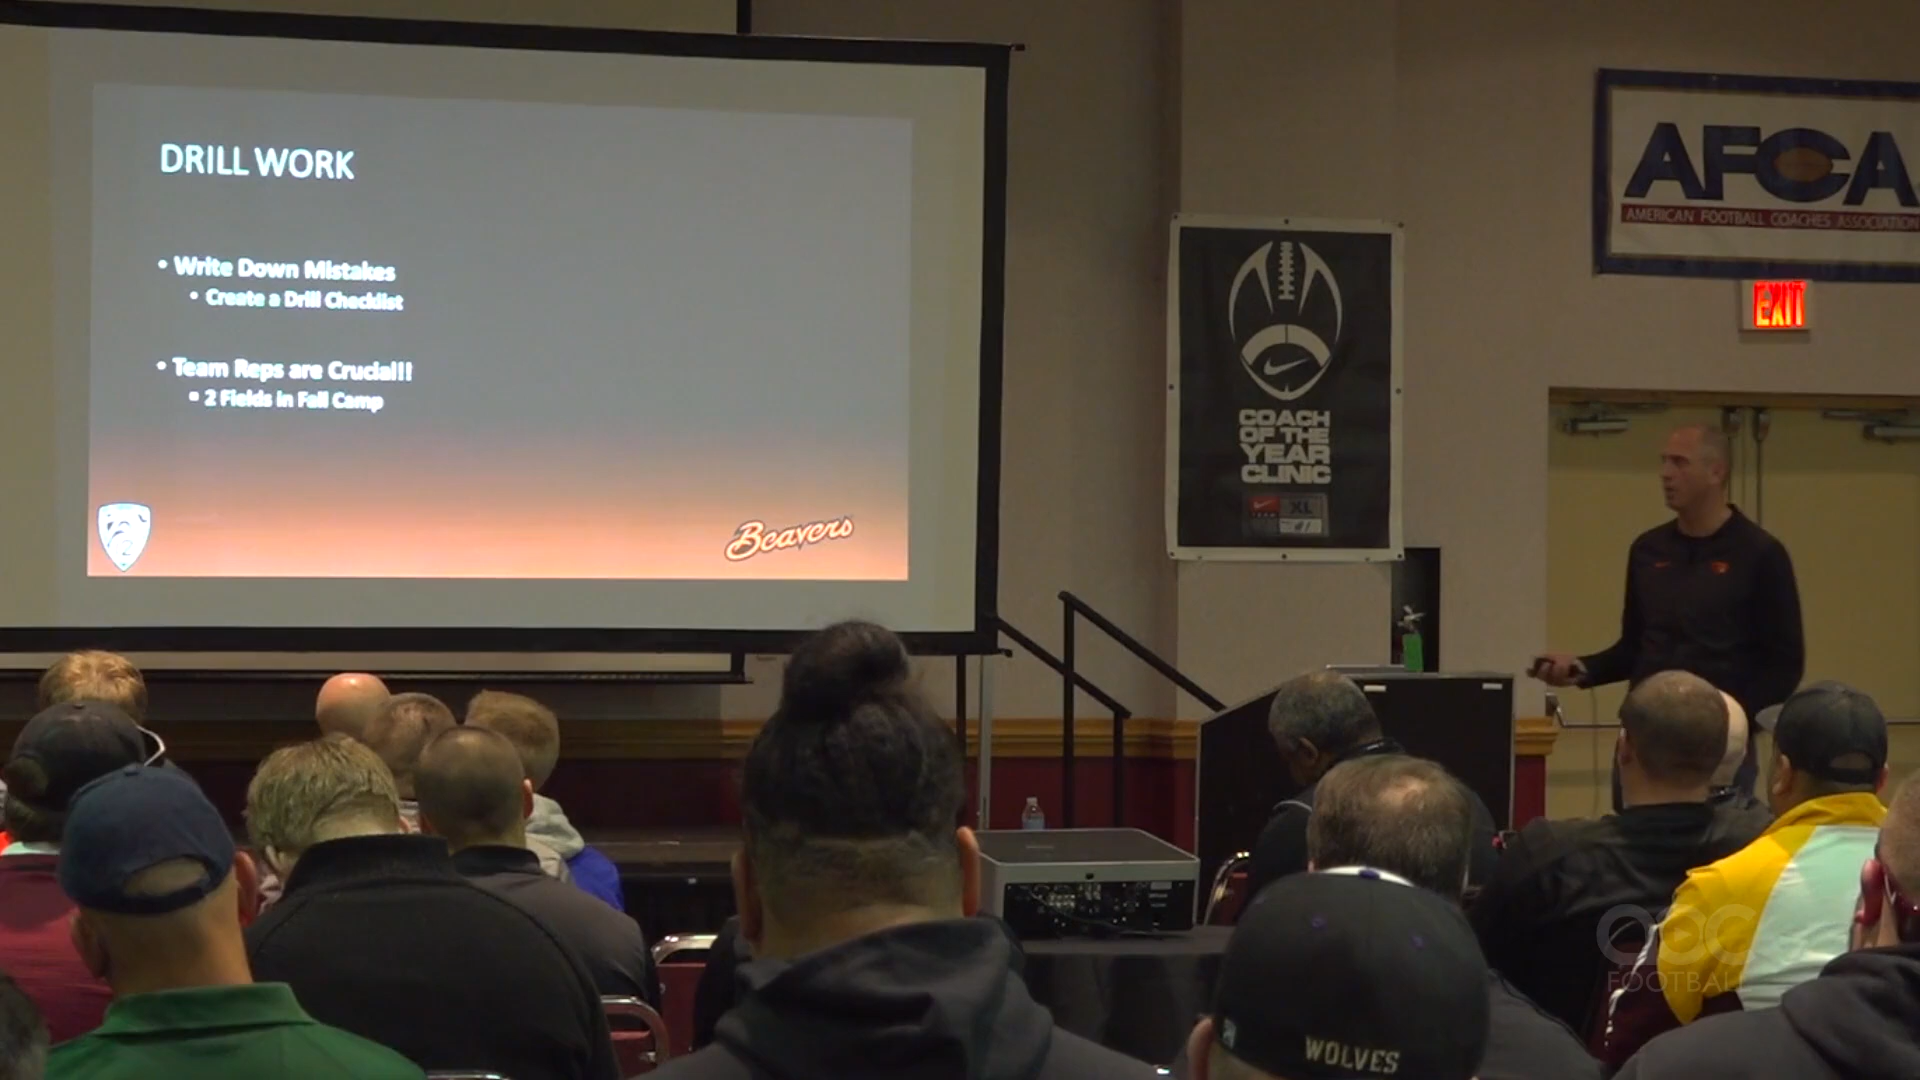 DRILL WORK
• Write Down Mistakes
• Create a Drill Checklist
• Team Reps are Crucial!!!
▪ 2 Fields in Fall Camp
Beavers
AFCA
AMERICAN FOOTBALL COACHES ASSOCIATION
EXIT
COACH
OF THE
YEAR
CLINIC
XL
WOLVES
FOOTBALL